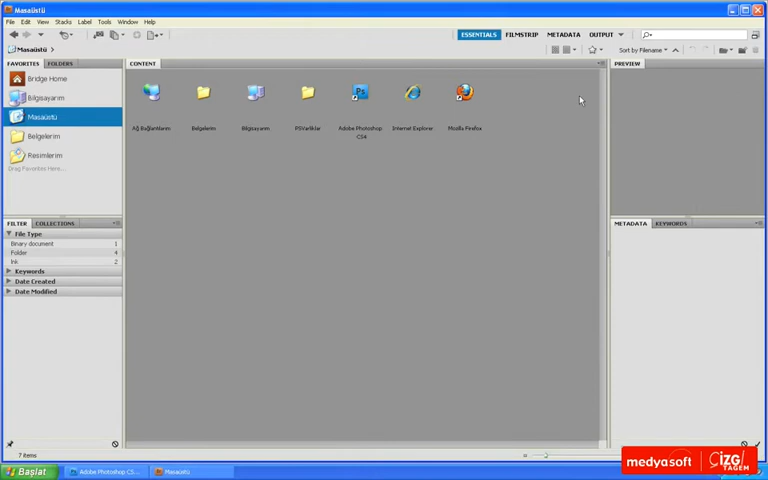 Masaüstü
File Edit View Stacks Label Tools Window Help
ESSENTIALS FILMSTRIP METADATA OUTPUT
Masaüstü
Sort by Filename
FAVORITES FOLDERS
Bridge Home
Bilgisayarım
Masaüstü
Belgelerim
Resimlerim
Drag Favorites Here...
FILTER COLLECTIONS
File Type
Binary document 1
Folder 4
lnk 2
Keywords
Date Created
Date Modified
CONTENT
Ağ Bağlantılarım
Belgelerim
Bilgisayarım
PSVarlıklar
Adobe Photoshop
CS4
Internet Explorer
Mozilla Firefox
PREVIEW
METADATA KEYWORDS
7 items
Başlat
Adobe Photoshop CS...
Masaüstü
medyasoft
ÇİZGİ
TAGEM